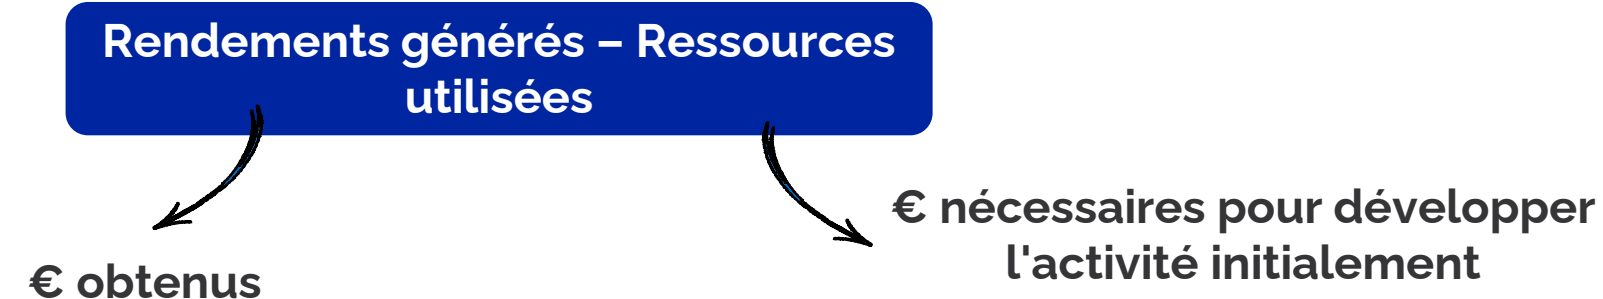 Rendements générés – Ressources
utilisées
€ nécessaires pour développer
l'activité initialement
€ obtenus